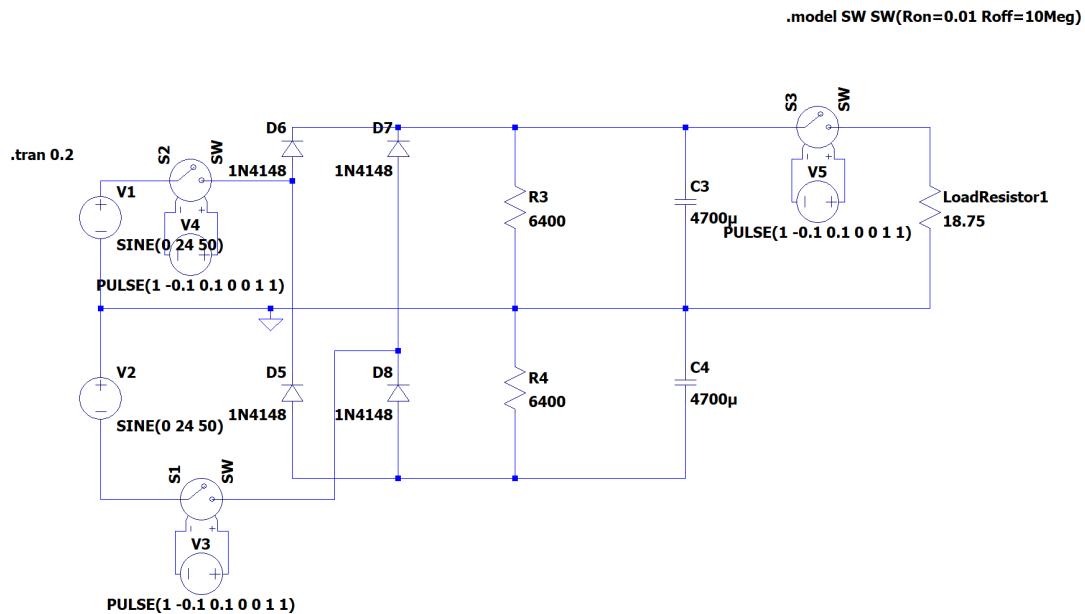 .model SW SW(Ron=0.01 Roff=10Meg)
.tran 0.2
V1
SINE(0 24 50)
S2
SW
V4
PULSE(1 -0.1 0.1 0 0 1 1)
D6
1N4148
D7
1N4148
R3
6400
C3
4700µ
S3
SW
V5
PULSE(1 -0.1 0.1 0 0 1 1)
LoadResistor1
18.75
V2
SINE(0 24 50)
D5
1N4148
D8
1N4148
R4
6400
C4
4700µ
S1
SW
V3
PULSE(1 -0.1 0.1 0 0 1 1)